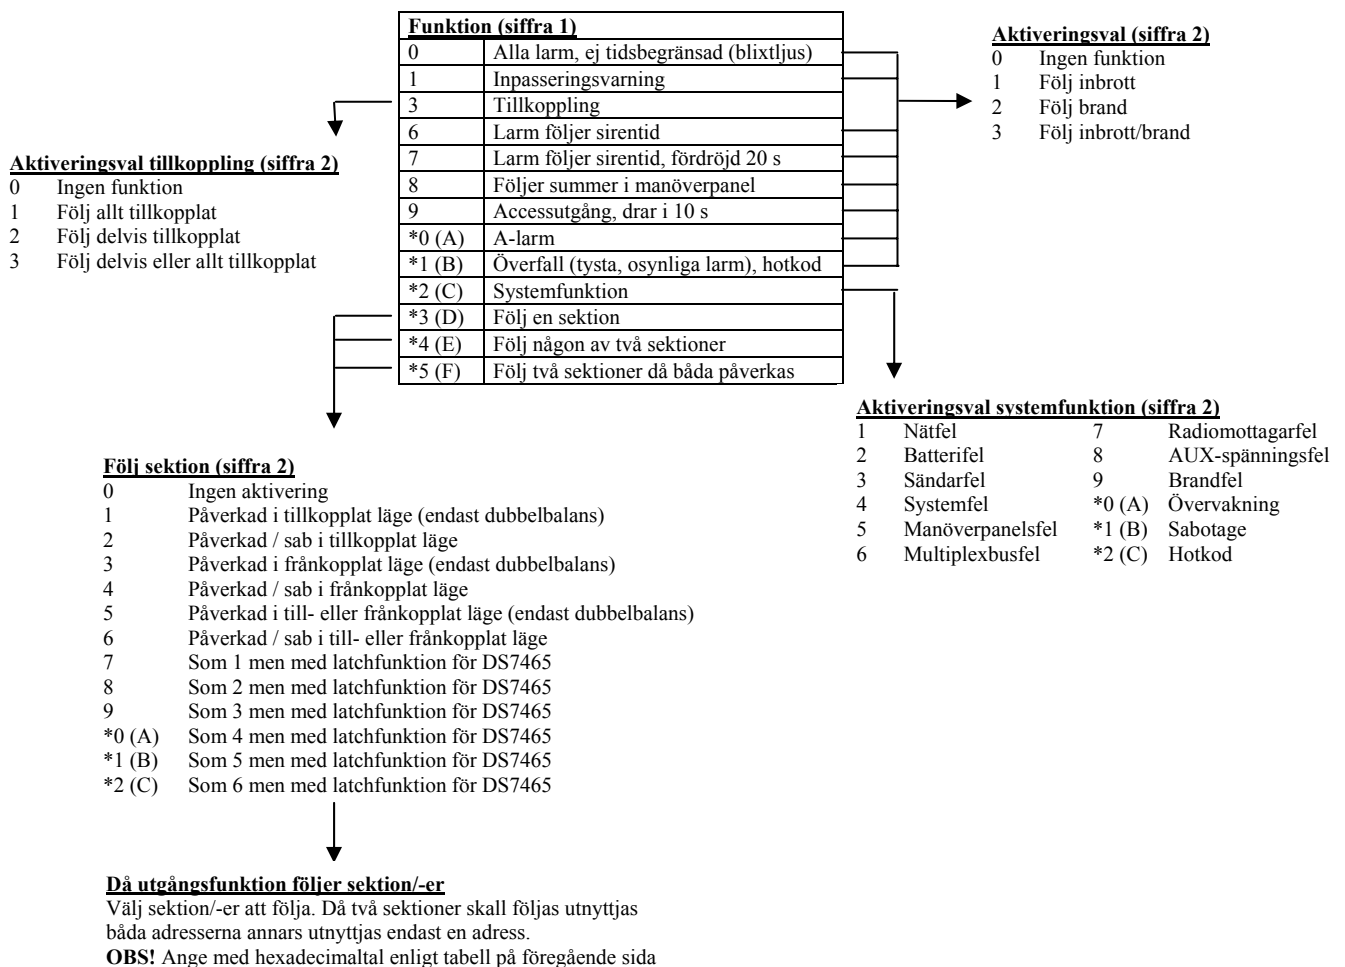 Funktion (siffra 1)
0 Alla larm, ej tidsbegränsad (blixtljus)
1 Inpasseringsvarning
3 Tillkoppling
6 Larm följer sirentid
7 Larm följer sirentid, fördröjd 20 s
8 Följer summer i manöverpanel
9 Accessutgång, drar i 10 s
*0 (A) A-larm
*1 (B) Överfall (tysta, osynliga larm), hotkod
*2 (C) Systemfunktion
*3 (D) Följ en sektion
*4 (E) Följ någon av två sektioner
*5 (F) Följ två sektioner då båda påverkas
Aktiveringsval (siffra 2)
0 Ingen funktion
1 Följ inbrott
2 Följ brand
3 Följ inbrott/brand
Aktiveringsval tillkoppling (siffra 2)
0 Ingen funktion
1 Följ allt tillkopplat
2 Följ delvis tillkopplat
3 Följ delvis eller allt tillkopplat
Aktiveringsval systemfunktion (siffra 2)
1 Nätfel 7 Radiomottagarfel
2 Batterifel 8 AUX-spänningsfel
3 Sändarfel 9 Brandfel
4 Systemfel *0 (A) Övervakning
5 Manöverpanelsfel *1 (B) Sabotage
6 Multiplexbusfel *2 (C) Hotkod
Följ sektion (siffra 2)
0 Ingen aktivering
1 Påverkad i tillkopplat läge (endast dubbelbalans)
2 Påverkad / sab i tillkopplat läge
3 Påverkad i frånkopplat läge (endast dubbelbalans)
4 Påverkad / sab i frånkopplat läge
5 Påverkad i till- eller frånkopplat läge (endast dubbelbalans)
6 Påverkad / sab i till- eller frånkopplat läge
7 Som 1 men med latchfunktion för DS7465
8 Som 2 men med latchfunktion för DS7465
9 Som 3 men med latchfunktion för DS7465
*0 (A) Som 4 men med latchfunktion för DS7465
*1 (B) Som 5 men med latchfunktion för DS7465
*2 (C) Som 6 men med latchfunktion för DS7465
Då utgångsfunktion följer sektion/-er
Välj sektion/-er att följa. Då två sektioner skall följas utnyttjas
båda adresserna annars utnyttjas endast en adress.
OBS! Ange med hexadecimaltal enligt tabell på föregående sida